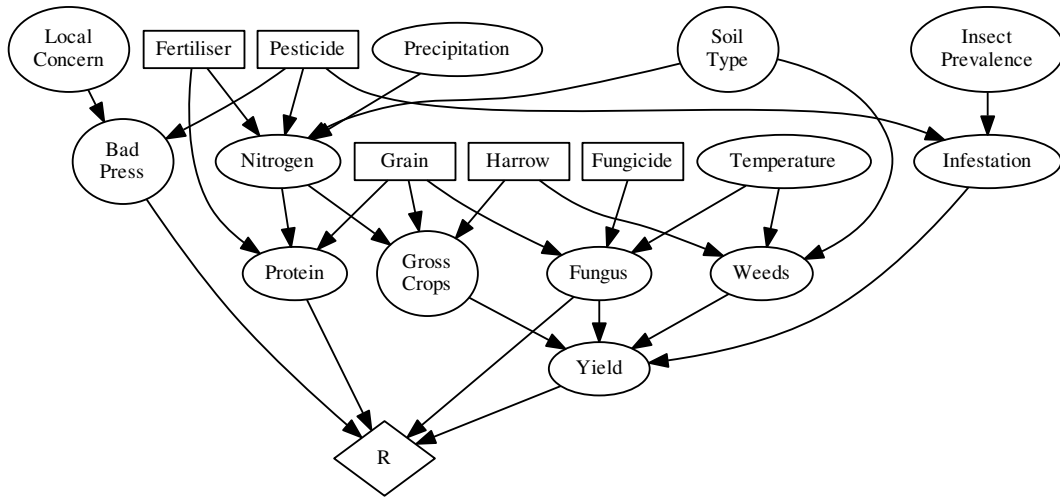 Local
Concern
Fertiliser
Pesticide
Precipitation
Soil
Type
Insect
Prevalence
Bad
Press
Nitrogen
Grain
Harrow
Fungicide
Temperature
Infestation
Protein
Gross
Crops
Fungus
Weeds
Yield
R